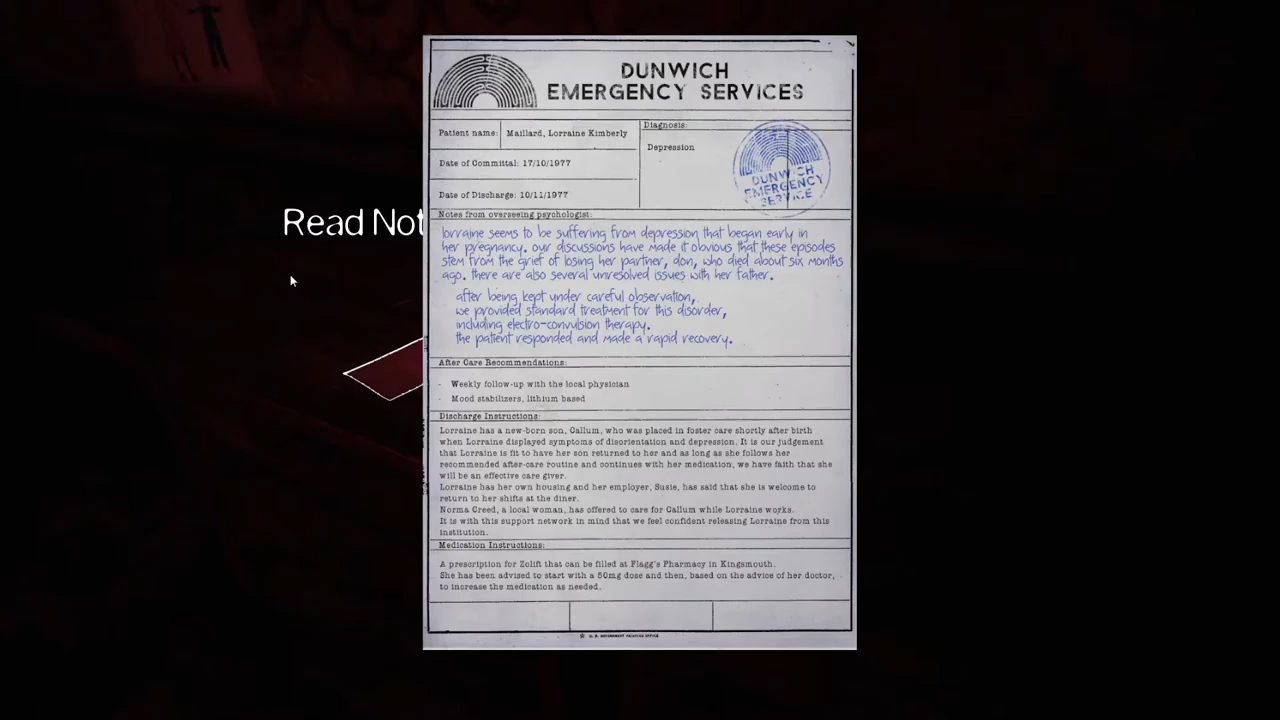 DUNWICH
EMERGENCY SERVICES
Patient name: Maillard, Lorraine Kimberly
Date of Committal: 17/10/1977
Date of Discharge: 10/11/1977
Diagnosis:
Depression
DUNWICH
EMERGENCY
SERVICE
Read Not
Notes from overseeing psychologist:
lorraine seems to be suffering from depression that began early in
her pregnancy. our discussions have made it obvious that these episodes
stem from the grief of losing her partner, don, who died about six months
ago. there are also several unresolved issues with her father.
after being kept under careful observation,
we provided standard treatment for this disorder,
including electro-convulsion therapy.
the patient responded and made a rapid recovery.
After Care Recommendations:
- Weekly follow-up with the local physician
- Mood stabilizers, lithium based
Discharge Instructions:
Lorraine has a new-born son, Callum, who was placed in foster care shortly after birth
when Lorraine displayed symptoms of disorientation and depression. It is our judgement
that Lorraine is fit to have her son returned to her and as long as she follows her
recommended after-care routine and continues with her medication, we have faith that she
will be an effective care giver.
Lorraine has her own housing and her employer, Susie, has said that she is welcome to
return to her shifts at the diner.
Norma Creed, a local woman, has offered to care for Callum while Lorraine works.
It is with this support network in mind that we feel confident releasing Lorraine from this
institution.
Medication Instructions:
A prescription for Zolift that can be filled at Flagg's Pharmacy in Kingsmouth.
She has been advised to start with a 50mg dose and then, based on the advice of her doctor,
to increase the medication as needed.
U. S. GOVERNMENT PRINTING OFFICE